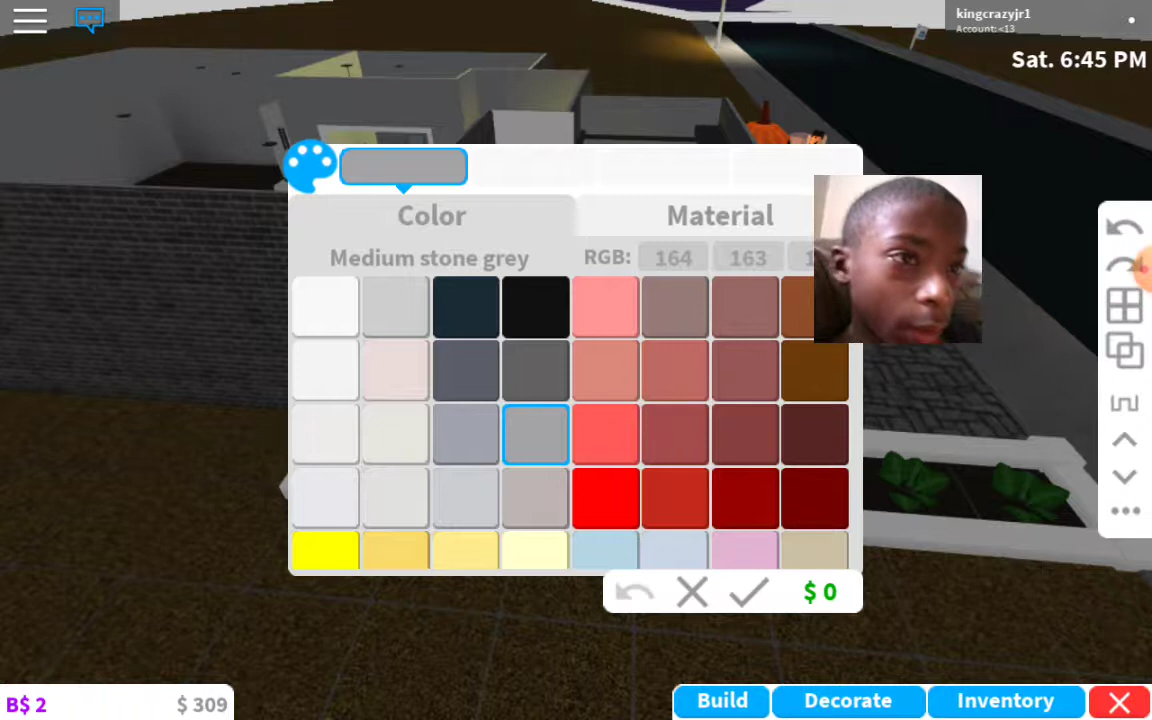 kingcrazyjr1
Account: <13
Sat. 6:45 PM
Color
Material
Medium stone grey
RGB: 164 163
$ 0
B$ 2
$ 309
Build
Decorate
Inventory